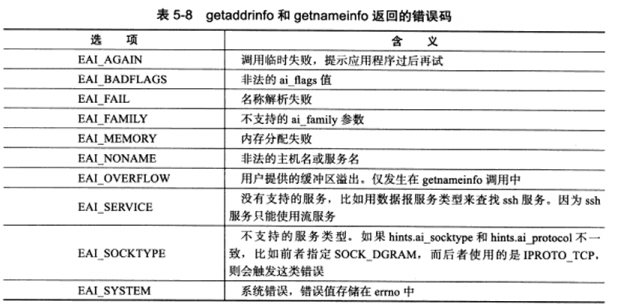 表 5-8 getaddrinfo 和 getnameinfo 返回的错误码
选 项 含 义
EAI_AGAIN 调用临时失败，提示应用程序过后再试
EAI_BADFLAGS 非法的 ai_flags 值
EAI_FAIL 名称解析失败
EAI_FAMILY 不支持的 ai_family 参数
EAI_MEMORY 内存分配失败
EAI_NONAME 非法的主机名或服务名
EAI_OVERFLOW 用户提供的缓冲区溢出。仅发生在 getnameinfo 调用中
EAI_SERVICE 没有支持的服务，比如用数据报服务类型来查找 ssh 服务。因为 ssh
服务只能使用流服务
EAI_SOCKTYPE 不支持的服务类型。如果 hints.ai_socktype 和 hints.ai_protocol 不一
致，比如前者指定 SOCK_DGRAM，而后者使用的是 IPROTO_TCP，
则会触发这类错误
EAI_SYSTEM 系统错误，错误值存储在 errno 中